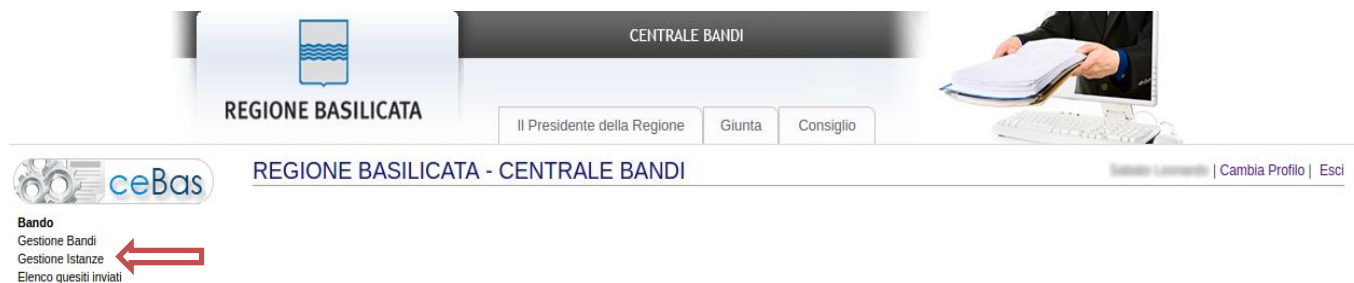 CENTRALE BANDI
REGIONE BASILICATA
Il Presidente della Regione Giunta Consiglio
ceBas
REGIONE BASILICATA - CENTRALE BANDI
| Cambia Profilo | Esci
Bando
Gestione Bandi
Gestione Istanze
Elenco quesiti inviati